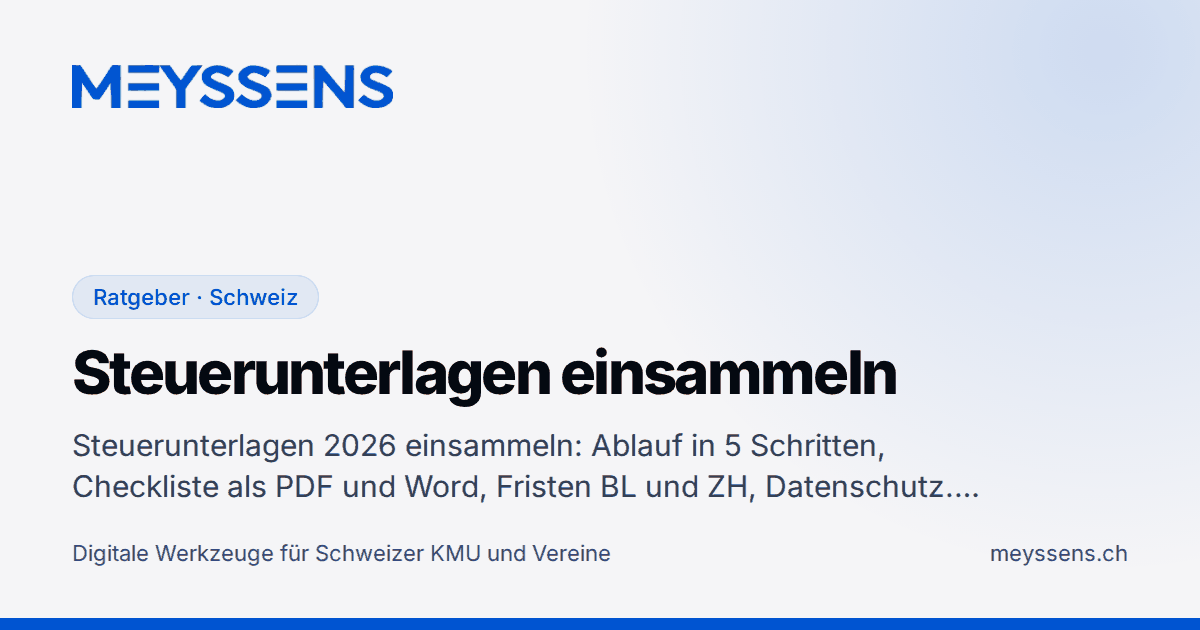 MEYSSENS
Ratgeber · Schweiz
Steuerunterlagen einsammeln
Steuerunterlagen 2026 einsammeln: Ablauf in 5 Schritten,
Checkliste als PDF und Word, Fristen BL und ZH, Datenschutz....
Digitale Werkzeuge für Schweizer KMU und Vereine
meyssens.ch